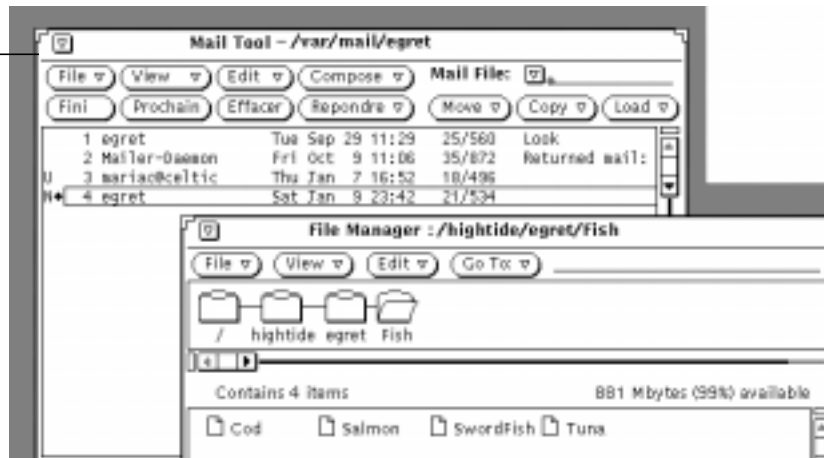 Mail Tool - /var/mail/egret
File View Edit Compose Mail File:
Fini Prochain Effacer Repondre Move Copy Load
1 egret Tue Sep 29 11:29 25/560 Look
2 Mailer-Daemon Fri Oct 9 11:06 35/872 Returned mail:
U 3 mariac@celtic Thu Jan 7 16:52 18/496
N 4 egret Sat Jan 9 23:42 21/534
File Manager : /hightide/egret/Fish
File View Edit Go To:
/ hightide egret Fish
Contains 4 items 881 Mbytes (99%) available
Cod Salmon SwordFish Tuna